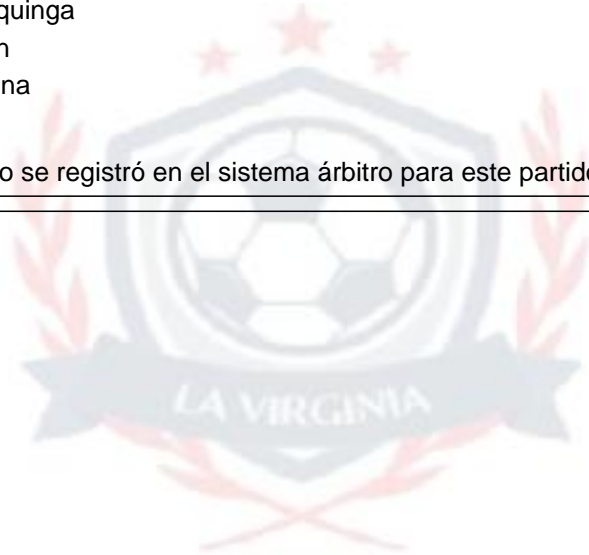 quinga
n
na
o se registró en el sistema árbitro para este partido
LA VIRGINIA